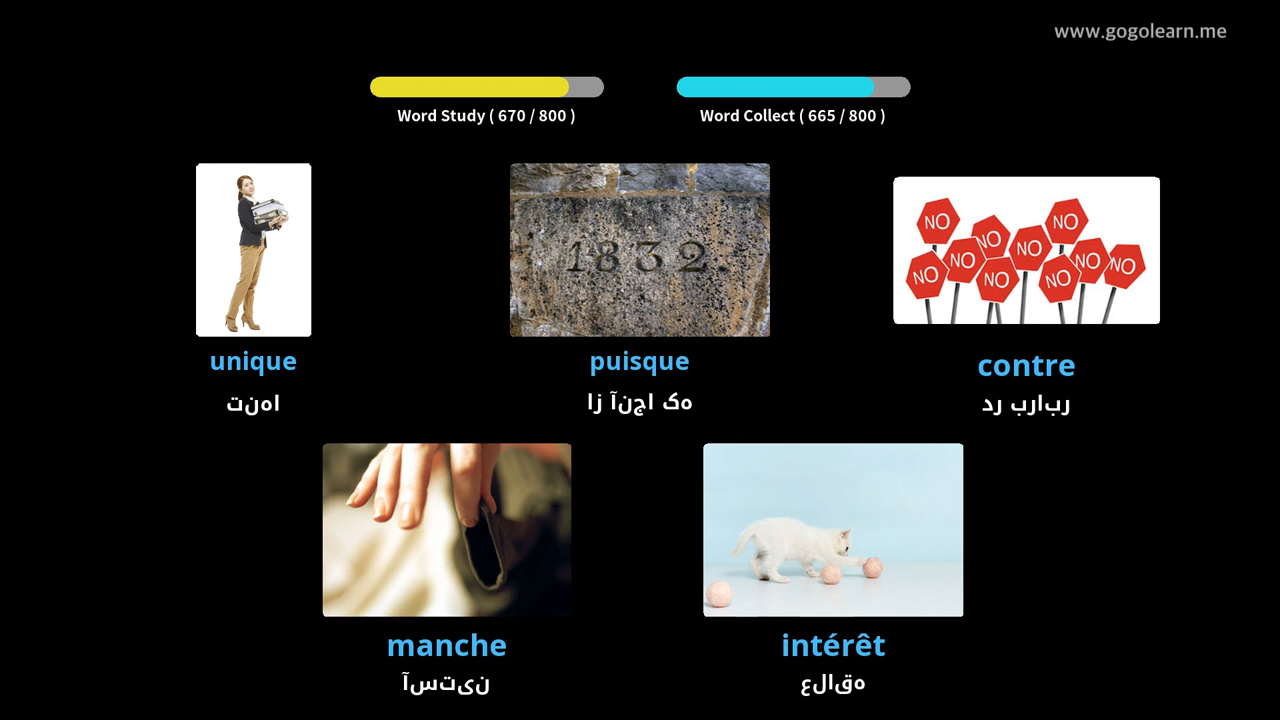 www.gogolearn.me
Word Study ( 670 / 800 )
Word Collect ( 665 / 800 )
unique
تنها
puisque
از آنجا که
contre
در برابر
NO
NO
NO
NO
NO
NO
NO
NO
NO
NO
1832.
manche
آستین
intérêt
علاقه